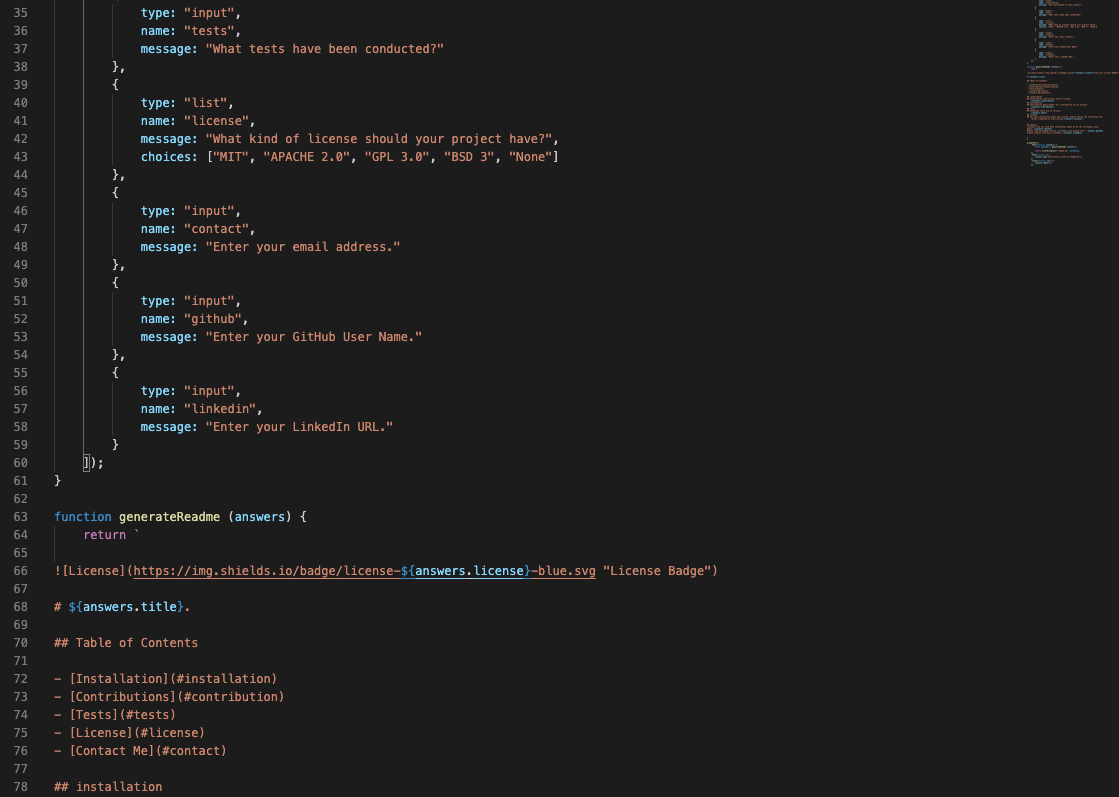 35 type: "input",
36 name: "tests",
37 message: "What tests have been conducted?"
38 },
39 {
40 type: "list",
41 name: "license",
42 message: "What kind of license should your project have?",
43 choices: ["MIT", "APACHE 2.0", "GPL 3.0", "BSD 3", "None"]
44 },
45 {
46 type: "input",
47 name: "contact",
48 message: "Enter your email address."
49 },
50 {
51 type: "input",
52 name: "github",
53 message: "Enter your GitHub User Name."
54 },
55 {
56 type: "input",
57 name: "linkedin",
58 message: "Enter your LinkedIn URL."
59 }
60 ]);
61 }
62
63 function generateReadme (answers) {
64 return `
65
66 ![License](https://img.shields.io/badge/license-${answers.license}-blue.svg "License Badge")
67
68 # ${answers.title}.
69
70 ## Table of Contents
71
72 - [Installation](#installation)
73 - [Contributions](#contribution)
74 - [Tests](#tests)
75 - [License](#license)
76 - [Contact Me](#contact)
77
78 ## installation